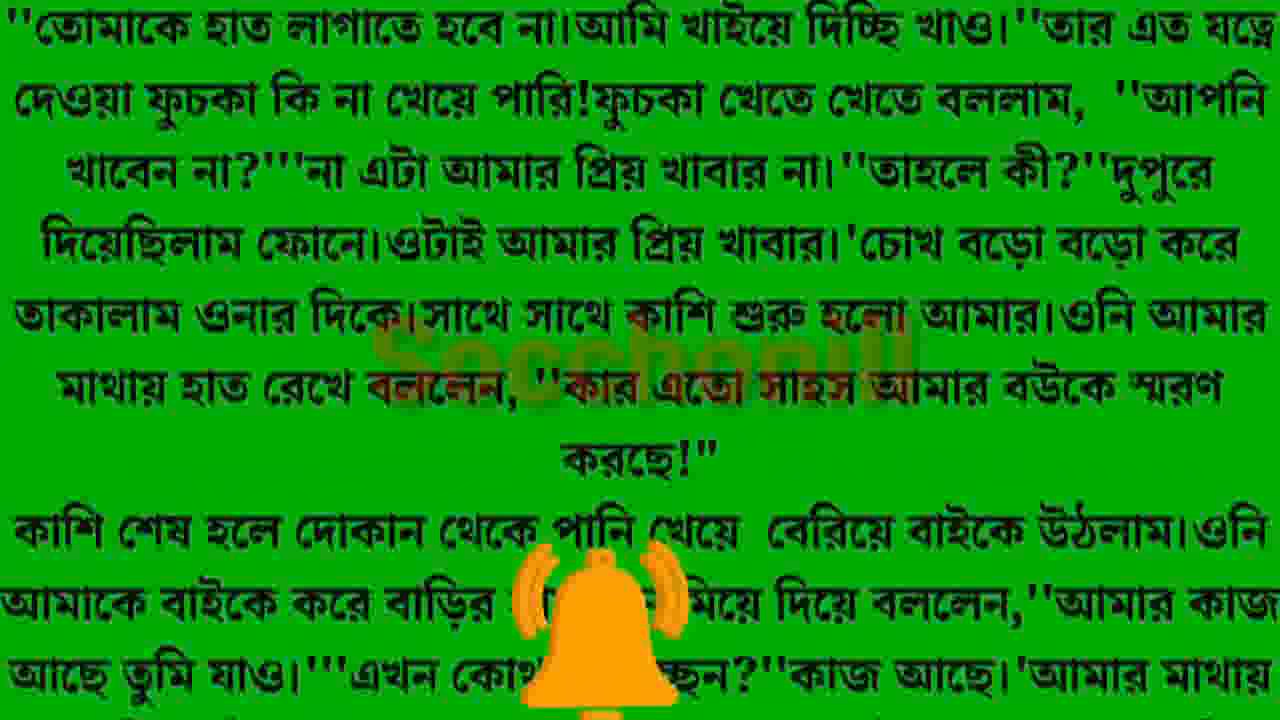 ''তোমাকে হাত লাগাতে হবে না।আমি খাইয়ে দিচ্ছি খাও।''তার এত যত্নে
দেওয়া ফুচকা কি না খেয়ে পারি!ফুচকা খেতে খেতে বললাম, ''আপনি
খাবেন না?'''না এটা আমার প্রিয় খাবার না।''তাহলে কী?''দুপুরে
দিয়েছিলাম ফোনে।ওটাই আমার প্রিয় খাবার।'চোখ বড়ো বড়ো করে
তাকালাম ওনার দিকে।সাথে সাথে কাশি শুরু হলো আমার।ওনি আমার
মাথায় হাত রেখে বললেন,''কার এতো সাহস আমার বউকে স্মরণ
করছে!"
কাশি শেষ হলে দোকান থেকে পানি খেয়ে বেরিয়ে বাইকে উঠলাম।ওনি
আমাকে বাইকে করে বাড়ির দিয়ে বললেন,''আমার কাজ
আছে তুমি যাও।'''এখন কাজ আছে।'আমার মাথায়